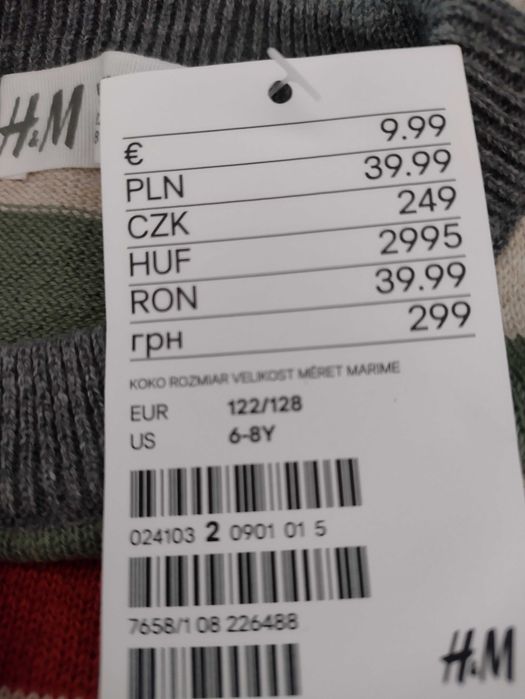 H&M
€ 9.99
PLN 39.99
CZK 249
HUF 2995
RON 39.99
грн 299
KOKO ROZMIAR VELIKOST MÉRET MARIME
EUR 122/128
US 6-8Y
024103 2 0901 01 5
7658/1 08 226488
H&M